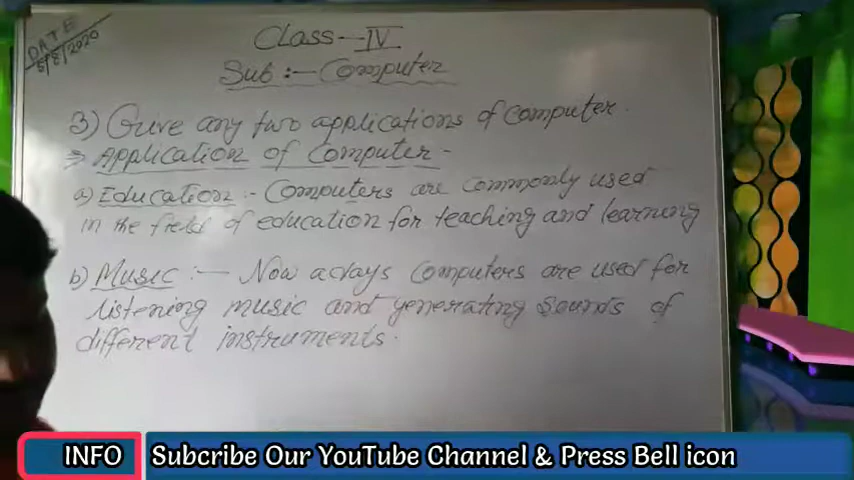 DATE
5/8/2020
Class - IV
Sub :- Computer
3) Give any two applications of computer.
⇒ Application of Computer -
a) Education :- Computers are commonly used
in the field of education for teaching and learning
b) Music :- Now adays computers are used for
listening music and generating sounds of
different instruments.
INFO Subcribe Our YouTube Channel & Press Bell icon